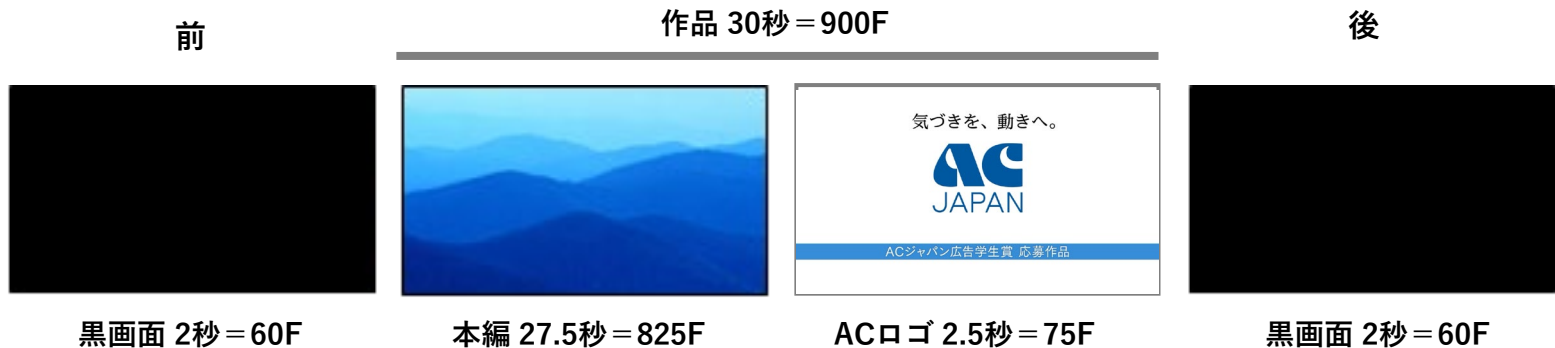 前
作品 30秒＝900F
後
気づきを、動きへ。
AC
JAPAN
ACジャパン広告学生賞 応募作品
黒画面 2秒＝60F
本編 27.5秒＝825F
ACロゴ 2.5秒＝75F
黒画面 2秒＝60F